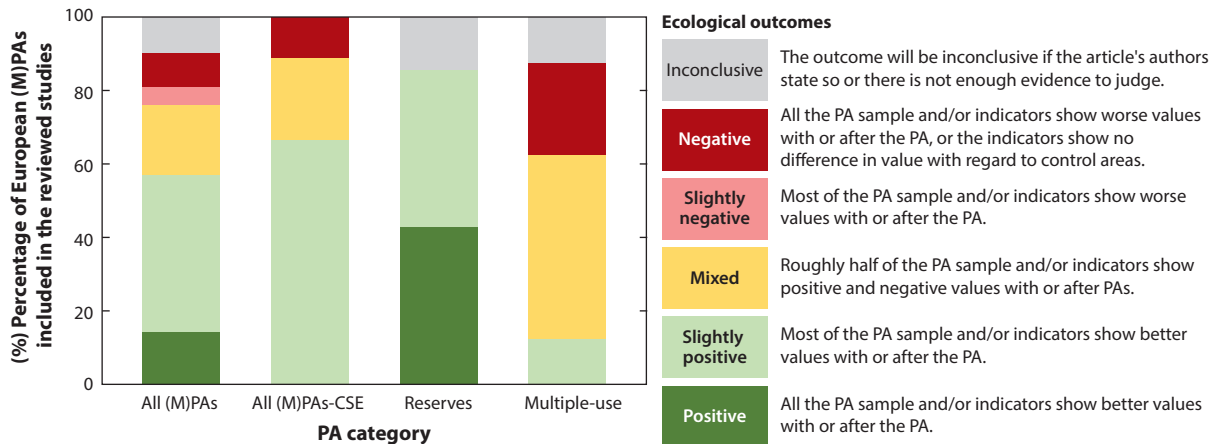 (%) Percentage of European (M)PAs
included in the reviewed studies
100
80
60
40
20
0
All (M)PAs
All (M)PAs-CSE
Reserves
Multiple-use
PA category
Ecological outcomes
Inconclusive
The outcome will be inconclusive if the article's authors
state so or there is not enough evidence to judge.
Negative
All the PA sample and/or indicators show worse values
with or after the PA, or the indicators show no
difference in value with regard to control areas.
Slightly
negative
Most of the PA sample and/or indicators show worse
values with or after the PA.
Mixed
Roughly half of the PA sample and/or indicators show
positive and negative values with or after PAs.
Slightly
positive
Most of the PA sample and/or indicators show better
values with or after the PA.
Positive
All the PA sample and/or indicators show better values
with or after the PA.